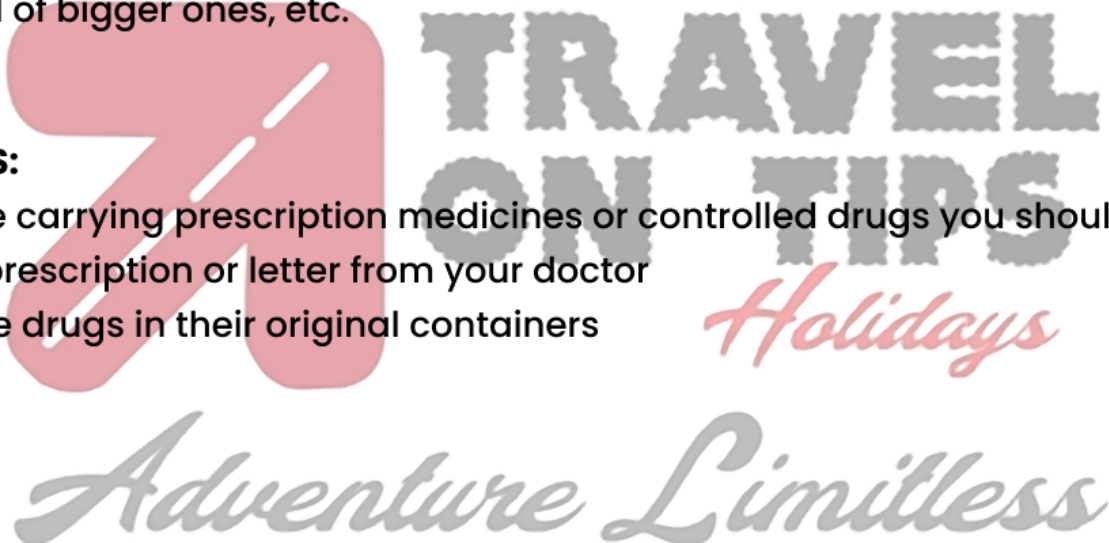 of bigger ones, etc.
TRAVEL
ON TIPS
s:
carrying prescription medicines or controlled drugs you shoul
prescription or letter from your doctor
drugs in their original containers
Holidays
Adventure Limitless